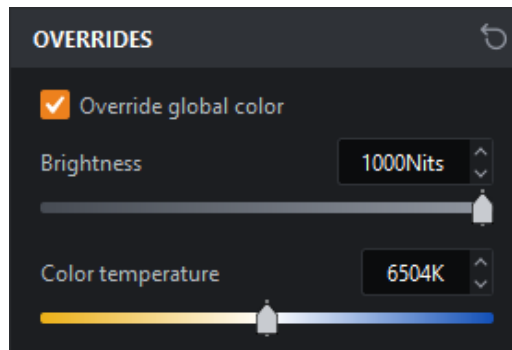 OVERRIDES
Override global color
Brightness 1000Nits
Color temperature 6504K